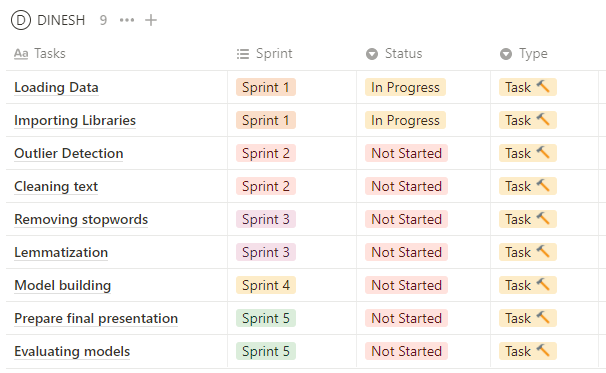 D DINESH 9 ••• +
Aa Tasks Sprint Status Type
Loading Data Sprint 1 In Progress Task 🔨
Importing Libraries Sprint 1 In Progress Task 🔨
Outlier Detection Sprint 2 Not Started Task 🔨
Cleaning text Sprint 2 Not Started Task 🔨
Removing stopwords Sprint 3 Not Started Task 🔨
Lemmatization Sprint 3 Not Started Task 🔨
Model building Sprint 4 Not Started Task 🔨
Prepare final presentation Sprint 5 Not Started Task 🔨
Evaluating models Sprint 5 Not Started Task 🔨